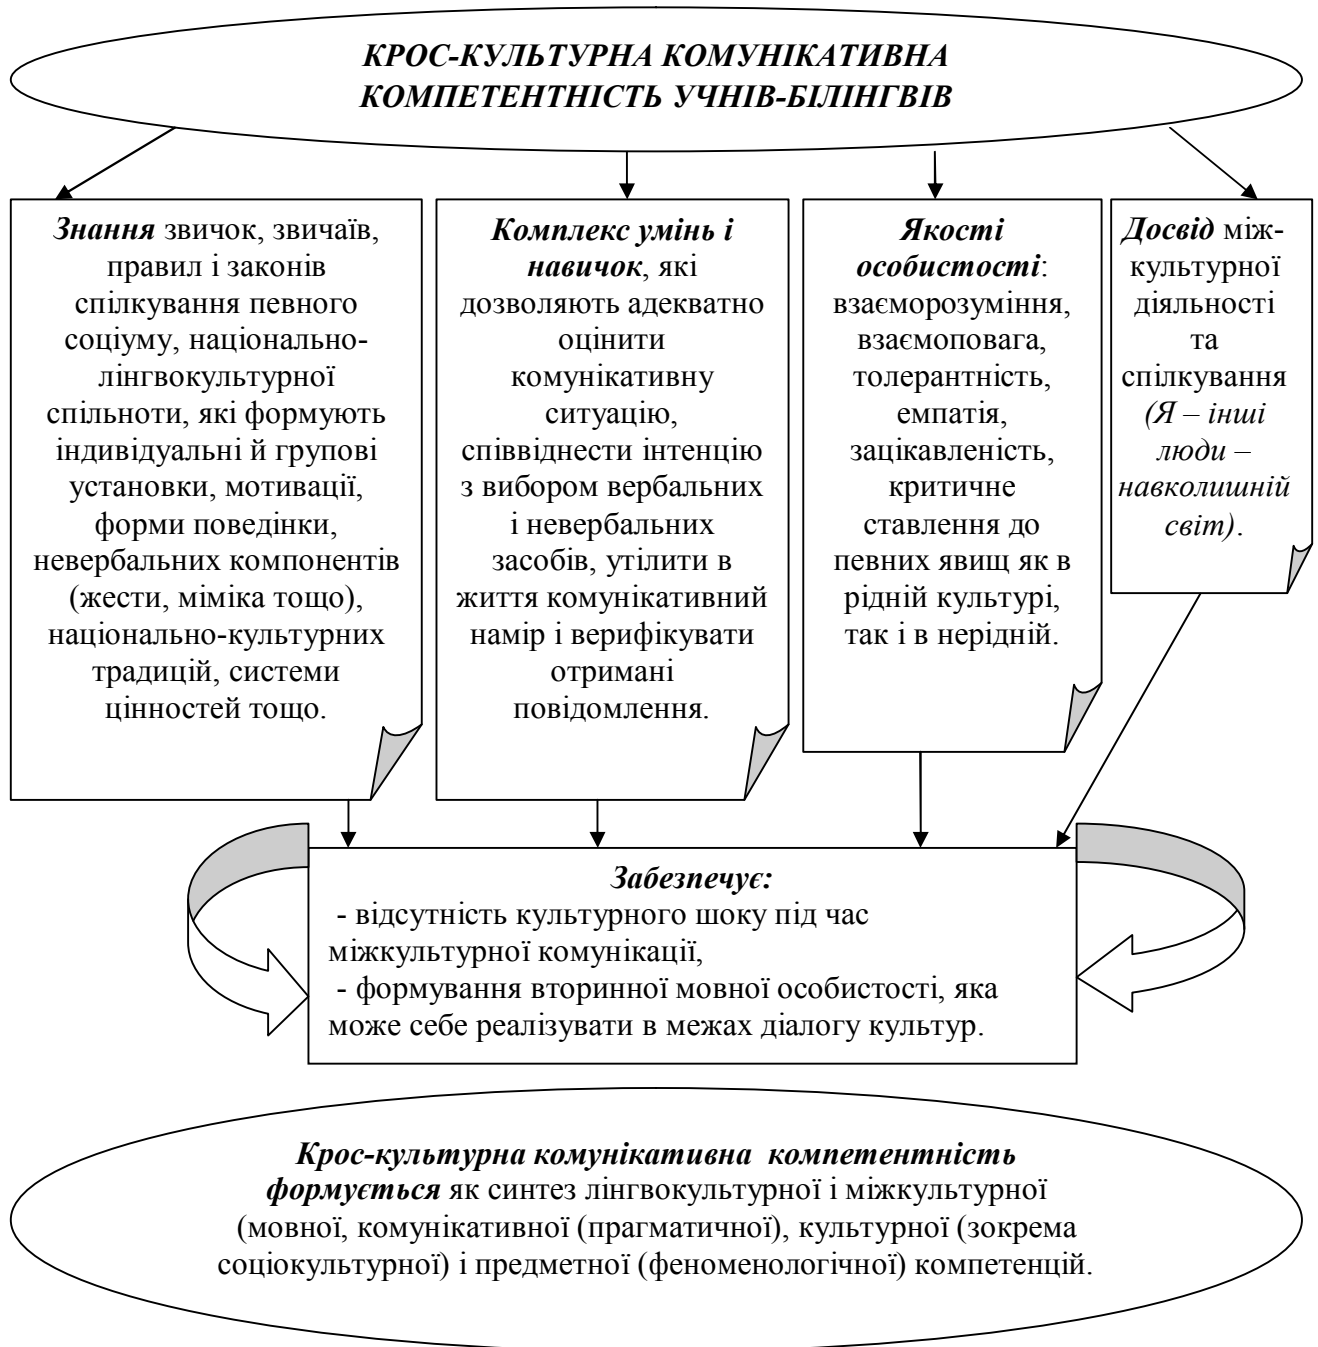 КРОС-КУЛЬТУРНА КОМУНІКАТИВНА
КОМПЕТЕНТНІСТЬ УЧНІВ-БІЛІНГВІВ
Знання звичок, звичаїв,
правил і законів
спілкування певного
соціуму, національно-
лінгвокультурної
спільноти, які формують
індивідуальні й групові
установки, мотивації,
форми поведінки,
невербальних компонентів
(жести, міміка тощо),
національно-культурних
традицій, системи
цінностей тощо.
Комплекс умінь і
навичок, які
дозволяють адекватно
оцінити
комунікативну
ситуацію,
співвіднести інтенцію
з вибором вербальних
і невербальних
засобів, утілити в
життя комунікативний
намір і верифікувати
отримані
повідомлення.
Якості
особистості:
взаєморозуміння,
взаємоповага,
толерантність,
емпатія,
зацікавленість,
критичне
ставлення до
певних явищ як в
рідній культурі,
так і в нерідній.
Досвід між-
культурної
діяльності
та
спілкування
(Я – інші
люди –
навколишній
світ).
Забезпечує:
- відсутність культурного шоку під час
міжкультурної комунікації,
- формування вторинної мовної особистості, яка
може себе реалізувати в межах діалогу культур.
Крос-культурна комунікативна компетентність
формується як синтез лінгвокультурної і міжкультурної
(мовної, комунікативної (прагматичної), культурної (зокрема
соціокультурної) і предметної (феноменологічної) компетенцій.